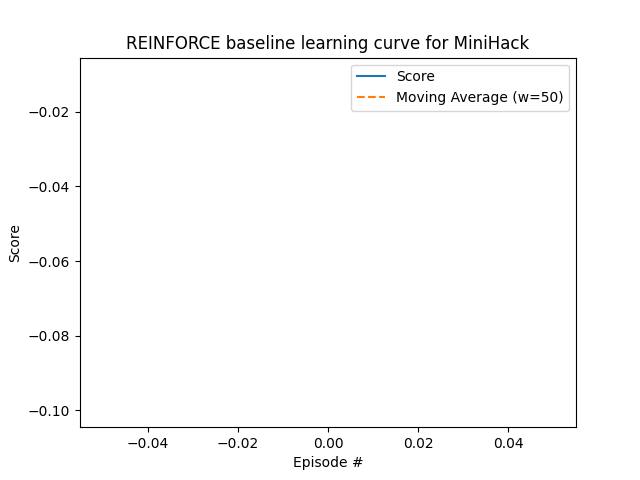 REINFORCE baseline learning curve for MiniHack
Score
Moving Average (w=50)
−0.02
−0.04
−0.06
−0.08
−0.10
Score
−0.04 −0.02 0.00 0.02 0.04
Episode #